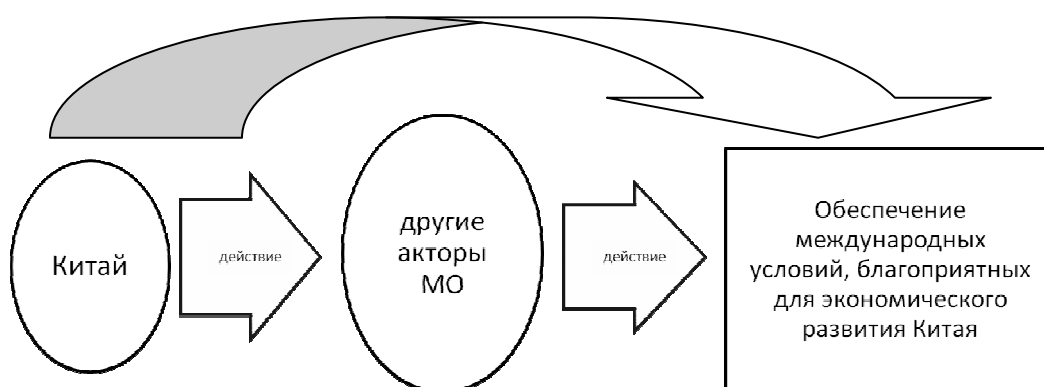 Китай
действие
другие
акторы
МО
действие
Обеспечение
международных
условий, благоприятных
для экономического
развития Китая